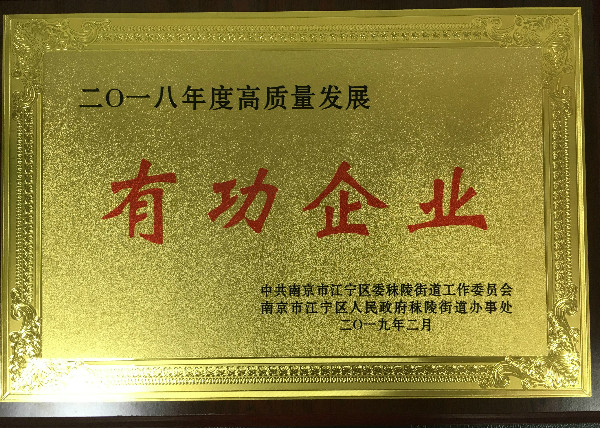 二〇一八年度高质量发展
有功企业
中共南京市江宁区委秣陵街道工作委员会
南京市江宁区人民政府秣陵街道办事处
二〇一九年二月